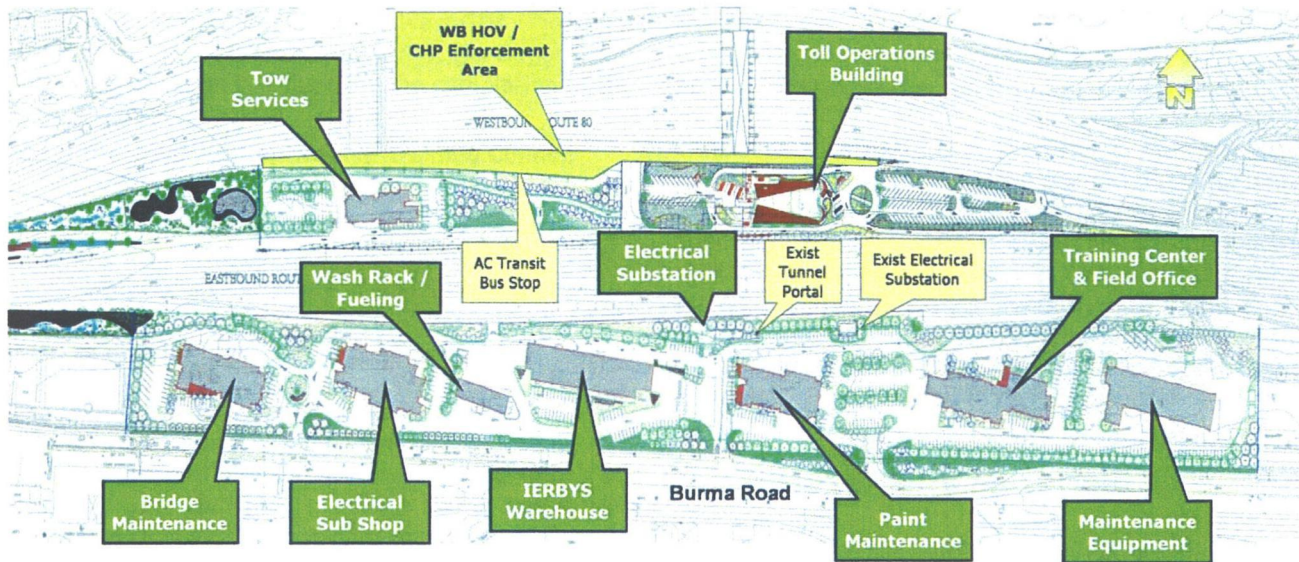 WB HOV /
CHP Enforcement
Area
Toll Operations
Building
Tow
Services
N
WESTBOUND ROUTE 80
EASTBOUND ROUT
Wash Rack /
Fueling
AC Transit
Bus Stop
Electrical
Substation
Exist
Tunnel
Portal
Exist Electrical
Substation
Training Center
& Field Office
Bridge
Maintenance
Electrical
Sub Shop
IERBYS
Warehouse
Burma Road
Paint
Maintenance
Maintenance
Equipment